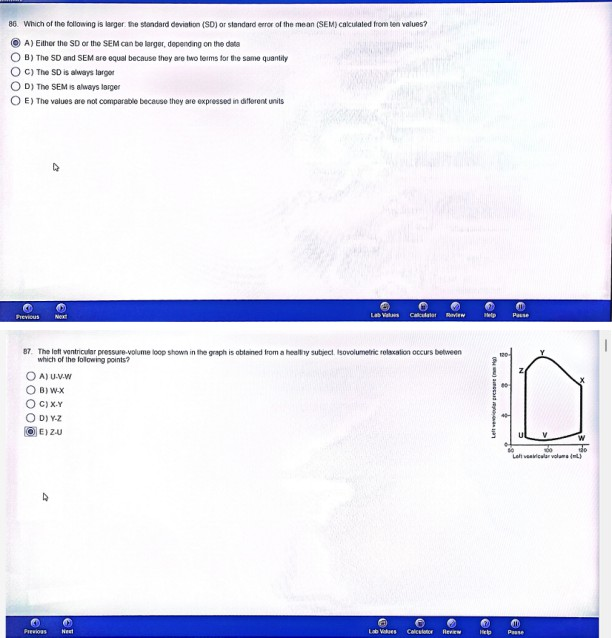 86. Which of the following is larger: the standard deviation (SD) or standard error of the mean (SEM) calculated from ten values?
A) Either the SD or the SEM can be larger, depending on the data
B) The SD and SEM are equal because they are two terms for the same quantity
C) The SD is always larger
D) The SEM is always larger
E) The values are not comparable because they are expressed in different units
Previous Next Lab Values Calculator Review Help Pause
87. The left ventricular pressure-volume loop shown in the graph is obtained from a healthy subject. Isovolumetric relaxation occurs between
which of the following points?
A) U-V-W
B) W-X
C) X-Y
D) Y-Z
E) Z-U
Left ventricular pressure (mm Hg)
Y
Z
X
U
V
W
40
0
50 100
Left ventricular volume (mL)
Previous Next Lab Values Calculator Review Help Pause